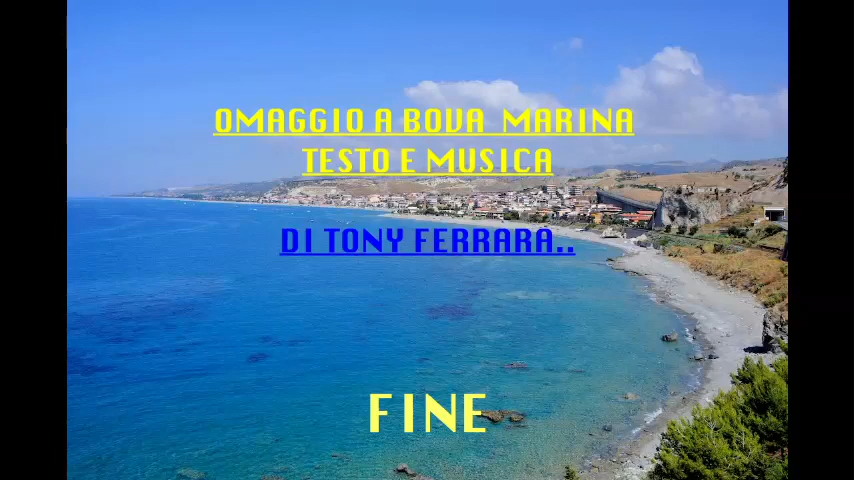 OMAGGIO A BOVA MARINA
TESTO E MUSICA
DI TONY FERRARA..
FINE